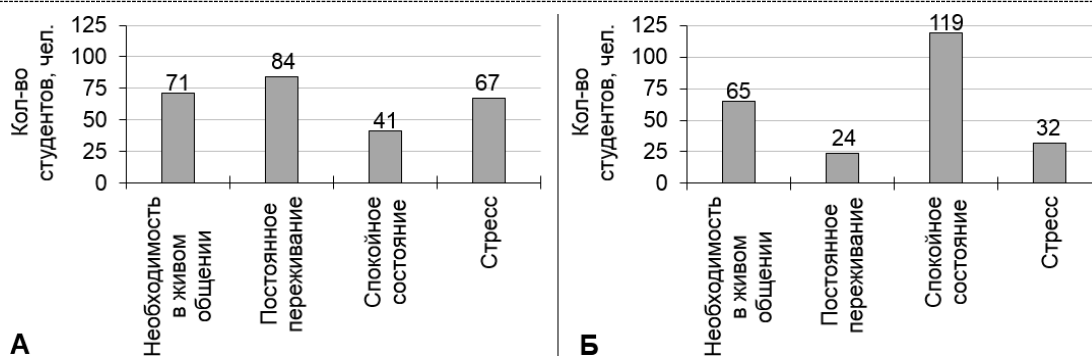 Кол-во
студентов, чел.
125
100
75
50
25
0
71
84
41
67
Необходимость
в живом
общении
Постоянное
переживание
Спокойное
состояние
Стресс
А
Кол-во
студентов, чел.
125
100
75
50
25
0
65
24
119
32
Необходимость
в живом
общении
Постоянное
переживание
Спокойное
состояние
Стресс
Б